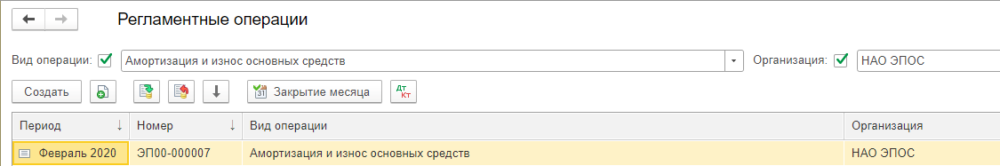 Регламентные операции
Вид операции: Амортизация и износ основных средств Организация: НАО ЭПОС
Создать 31 Закрытие месяца Дт Кт
Период Номер Вид операции Организация
Февраль 2020 ЭП00-000007 Амортизация и износ основных средств НАО ЭПОС